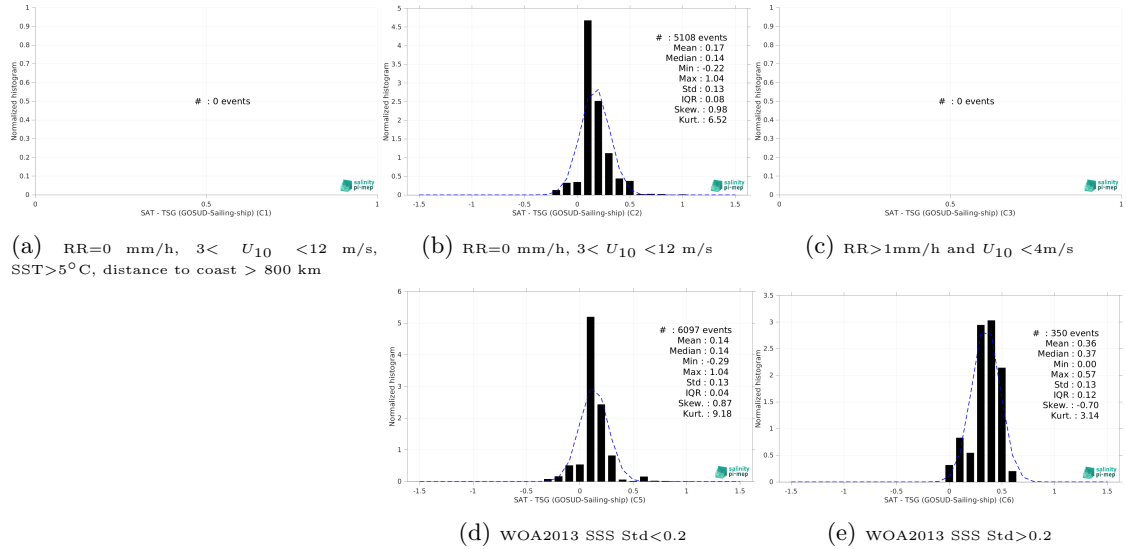 1
0.9
0.8
0.7
0.6
0.5
0.4
0.3
0.2
0.1
0
Normalized histogram
# : 0 events
salinity
pi-mep
0
0.5
1
SAT - TSG (GOSUD-Sailing-ship) (C1)
(a) RR=0 mm/h, 3< U10 <12 m/s,
SST>5°C, distance to coast > 800 km
5
4.5
4
3.5
3
2.5
2
1.5
1
0.5
0
Normalized histogram
# : 5108 events
Mean : 0.17
Median : 0.14
Min : -0.22
Max : 1.04
Std : 0.13
IQR : 0.08
Skew. : 0.98
Kurt. : 6.52
salinity
pi-mep
-1.5
-1
-0.5
0
0.5
1
1.5
SAT - TSG (GOSUD-Sailing-ship) (C2)
(b) RR=0 mm/h, 3< U10 <12 m/s
1
0.9
0.8
0.7
0.6
0.5
0.4
0.3
0.2
0.1
0
Normalized histogram
# : 0 events
salinity
pi-mep
0
0.5
1
SAT - TSG (GOSUD-Sailing-ship) (C3)
(c) RR>1mm/h and U10 <4m/s
6
5
4
3
2
1
0
Normalized histogram
# : 6097 events
Mean : 0.14
Median : 0.14
Min : -0.29
Max : 1.04
Std : 0.13
IQR : 0.04
Skew. : 0.87
Kurt. : 9.18
salinity
pi-mep
-1.5
-1
-0.5
0
0.5
1
1.5
SAT - TSG (GOSUD-Sailing-ship) (C5)
(d) WOA2013 SSS Std<0.2
3.5
3
2.5
2
1.5
1
0.5
0
Normalized histogram
# : 350 events
Mean : 0.36
Median : 0.37
Min : 0.00
Max : 0.57
Std : 0.13
IQR : 0.12
Skew. : -0.70
Kurt. : 3.14
salinity
pi-mep
-1.5
-1
-0.5
0
0.5
1
1.5
SAT - TSG (GOSUD-Sailing-ship) (C6)
(e) WOA2013 SSS Std>0.2